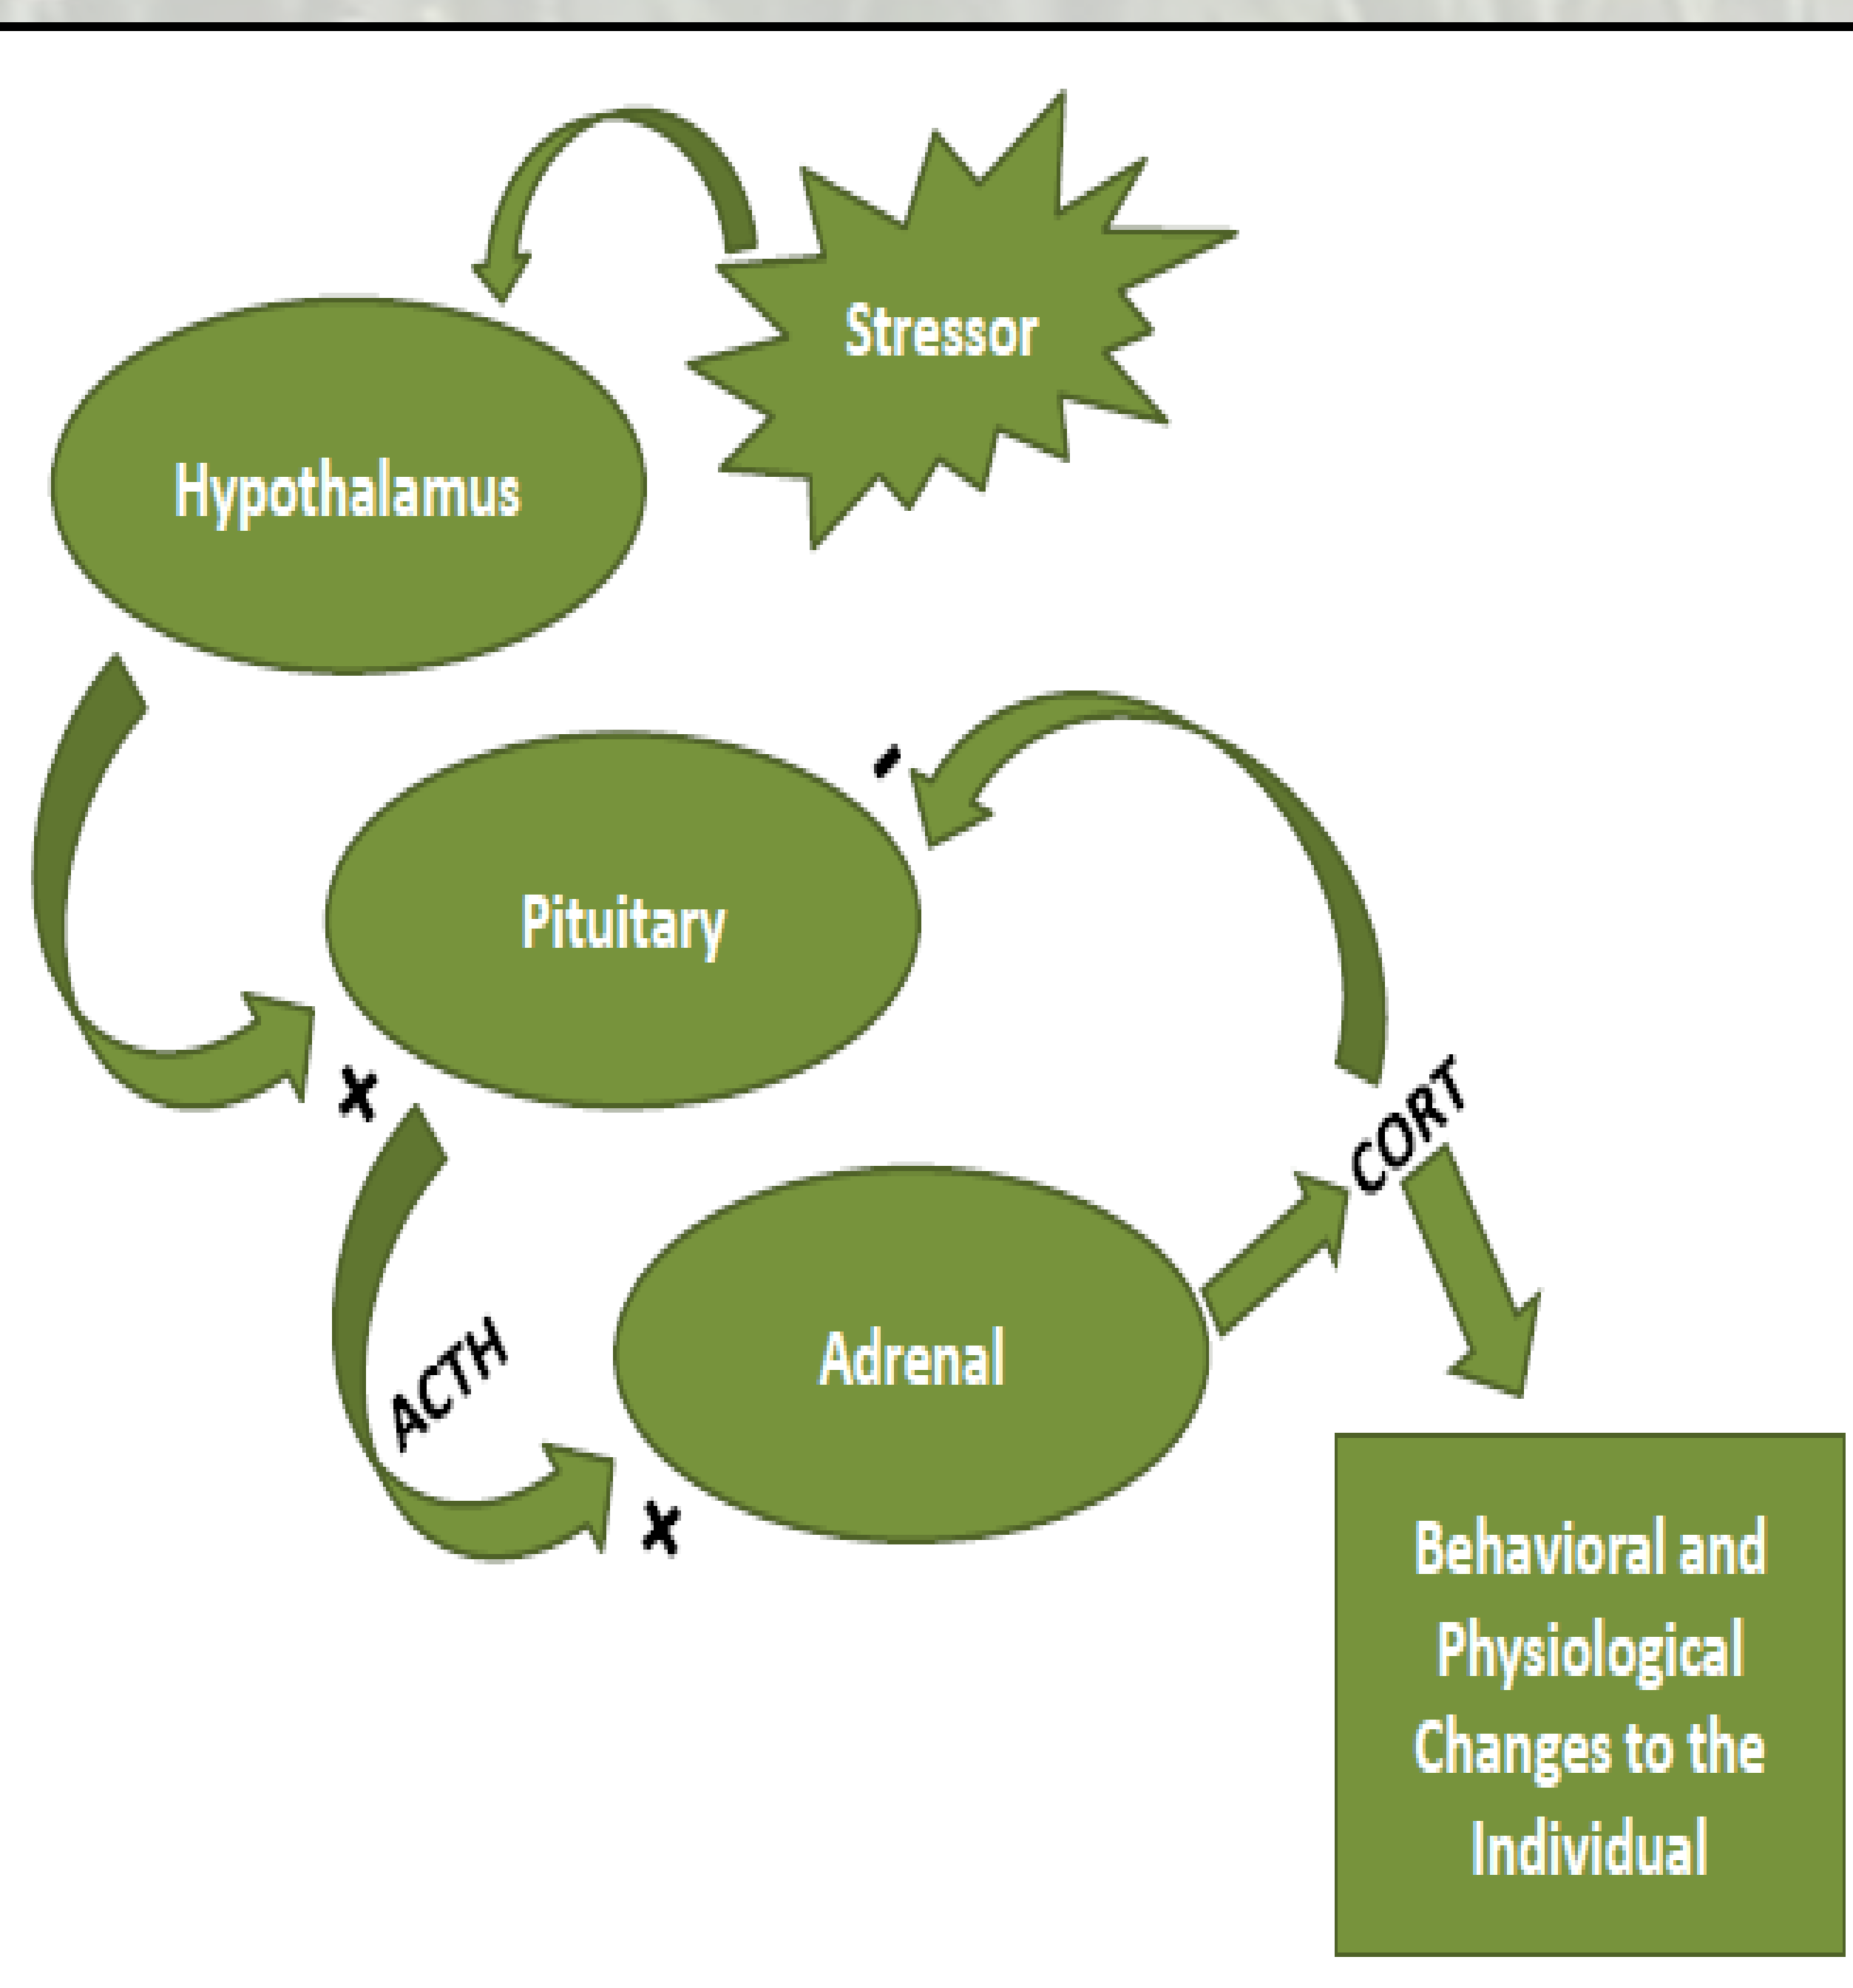 Stressor
Hypothalamus
-
Pituitary
+
CORT
ACTH
Adrenal
+
Behavioral and
Physiological
Changes to the
Individual